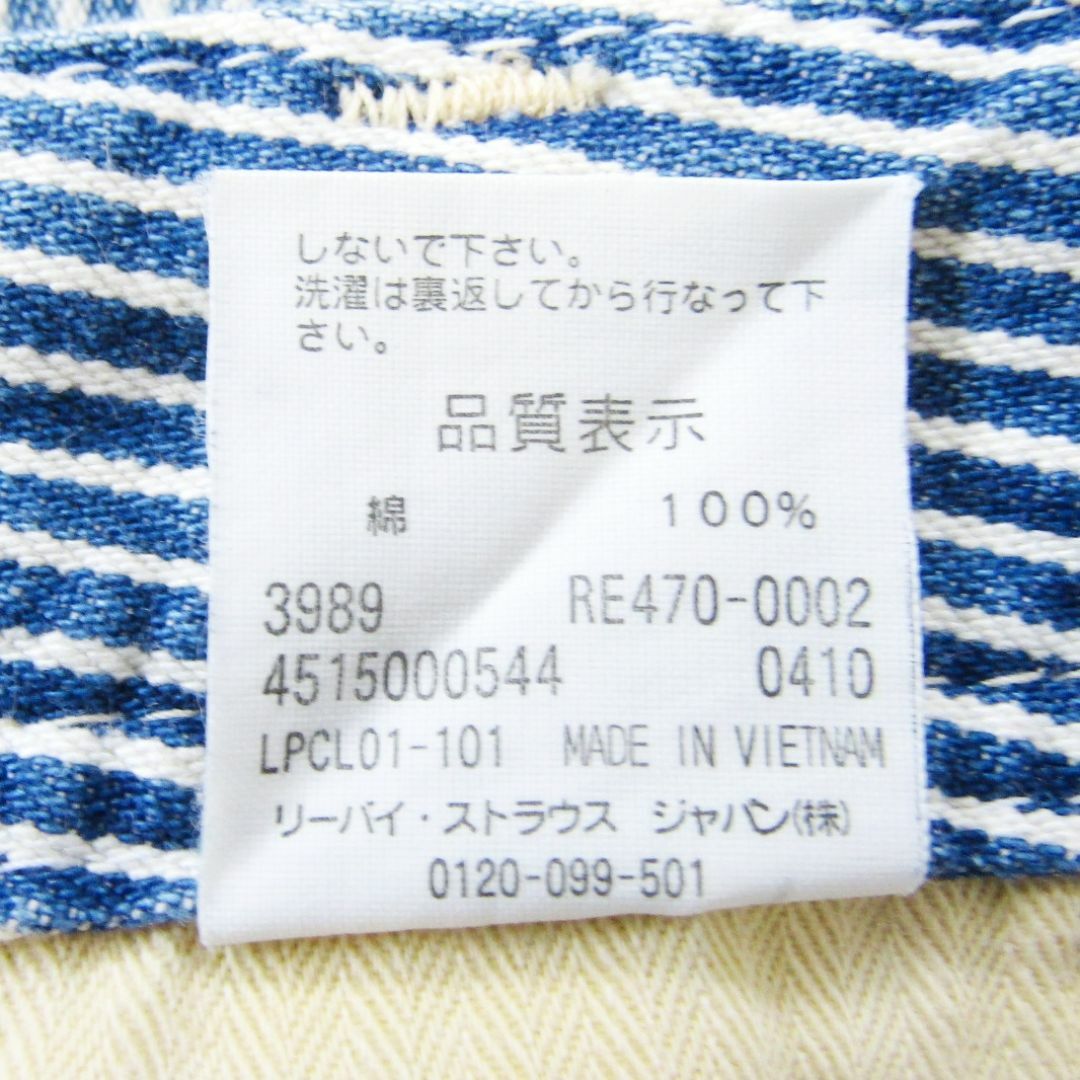 しないで下さい。
洗濯は裏返してから行なって下
さい。
品質表示
綿 １００％
3989 RE470-0002
4515000544 0410
LPCL01-101 MADE IN VIETNAM
リーバイ・ストラウス ジャパン(株)
0120-099-501